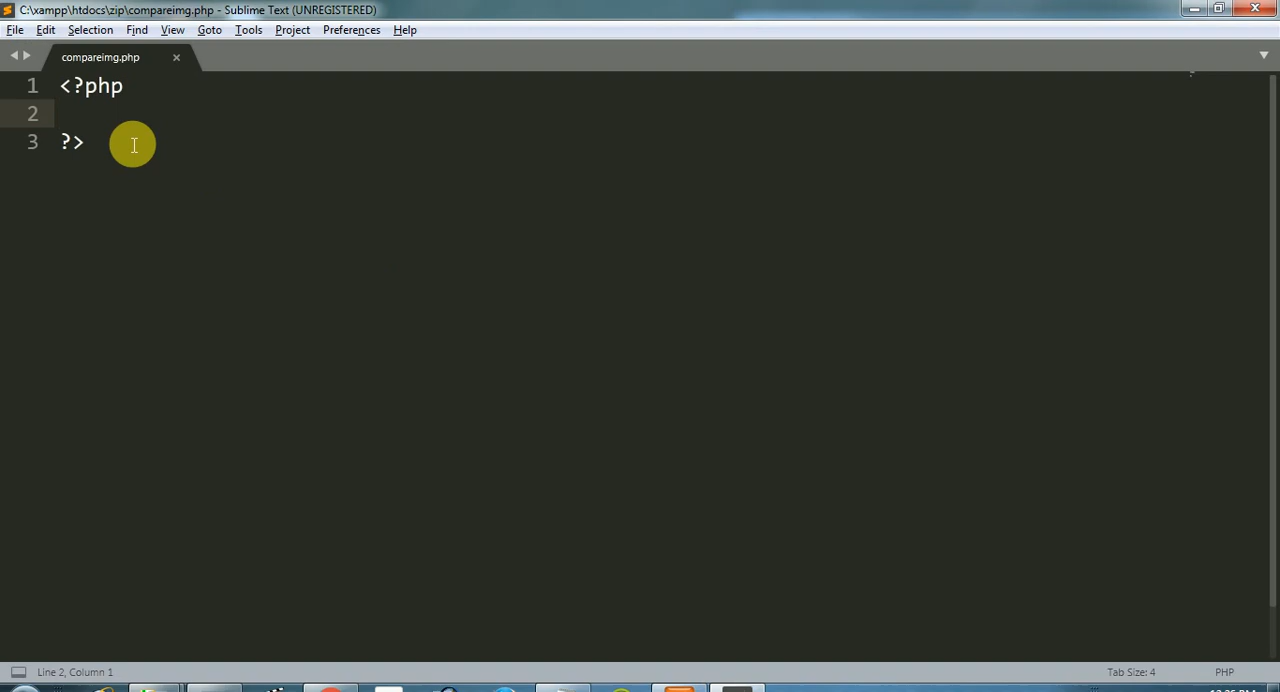 C:\xampp\htdocs\zip\compareimg.php - Sublime Text (UNREGISTERED)
File Edit Selection Find View Goto Tools Project Preferences Help
compareimg.php
1 <?php
2
3 ?>
Line 2, Column 1
Tab Size: 4
PHP